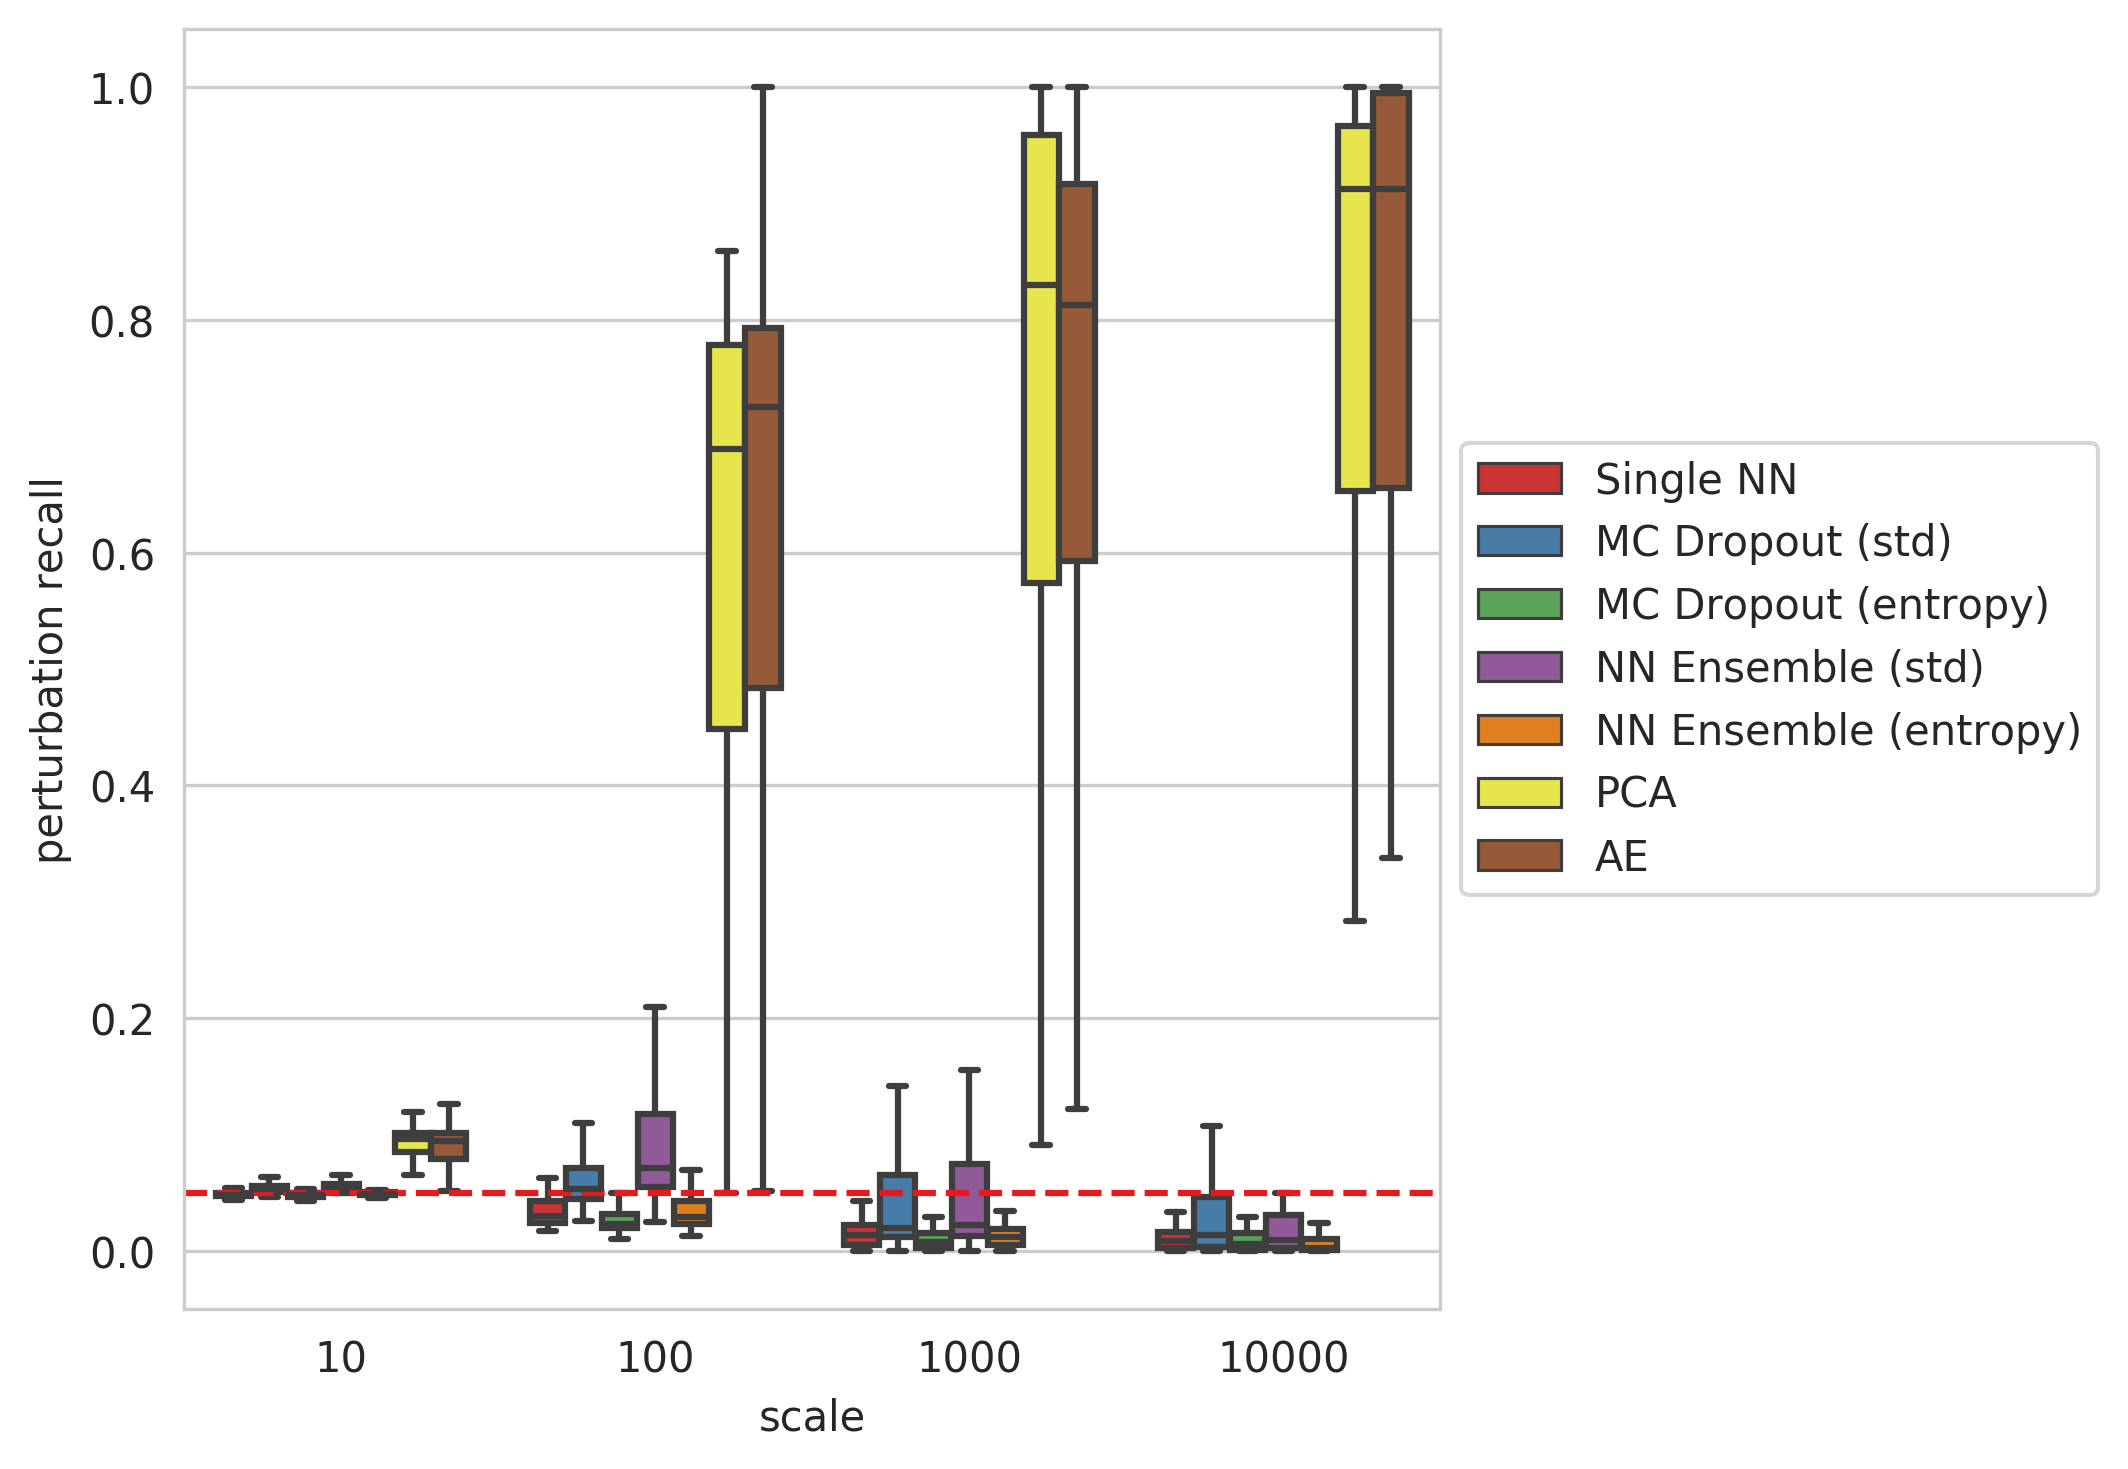 1.0
0.8
0.6
0.4
0.2
0.0
perturbation recall
10 100 1000 10000
scale
Single NN
MC Dropout (std)
MC Dropout (entropy)
NN Ensemble (std)
NN Ensemble (entropy)
PCA
AE